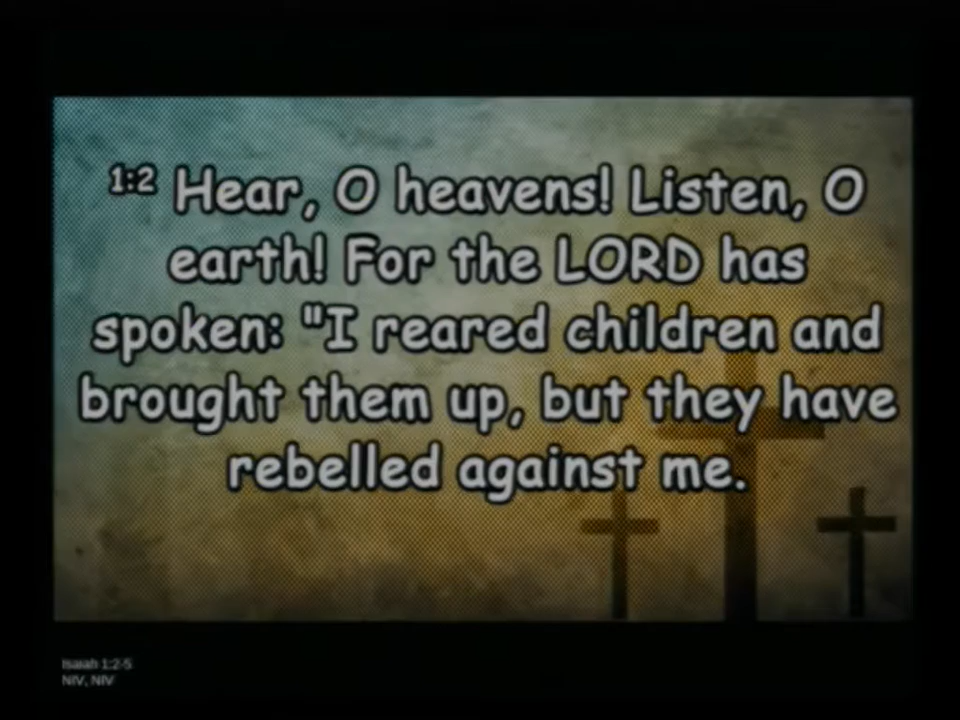 1:2 Hear, O heavens! Listen, O
earth! For the LORD has
spoken: "I reared children and
brought them up, but they have
rebelled against me.
Isaiah 1:2-5
NIV, NIV